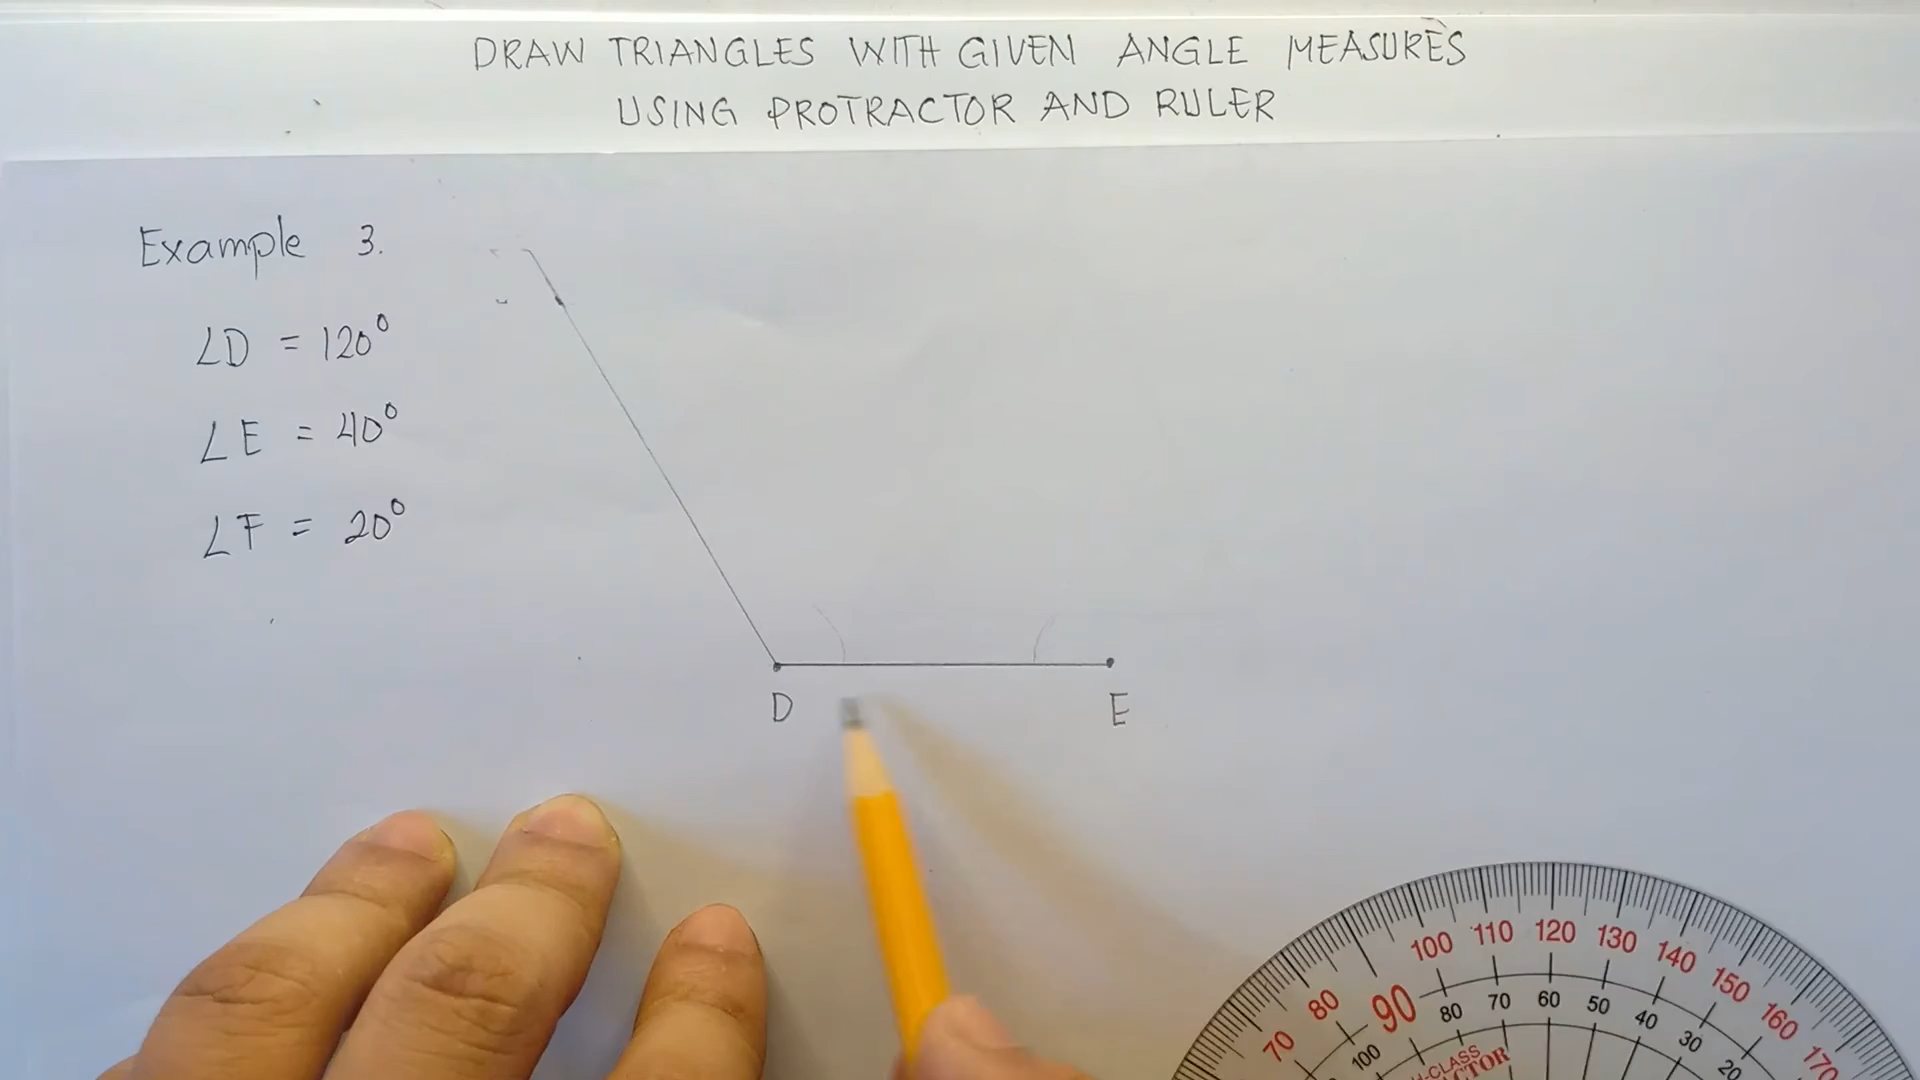 DRAW TRIANGLES WITH GIVEN ANGLE MEASURES
USING PROTRACTOR AND RULER
Example 3.
∠D = 120°
∠E = 40°
∠F = 20°
D E
70 80 90 100 110 120 130 140 150 160 170
100 80 70 60 50 40 30 20